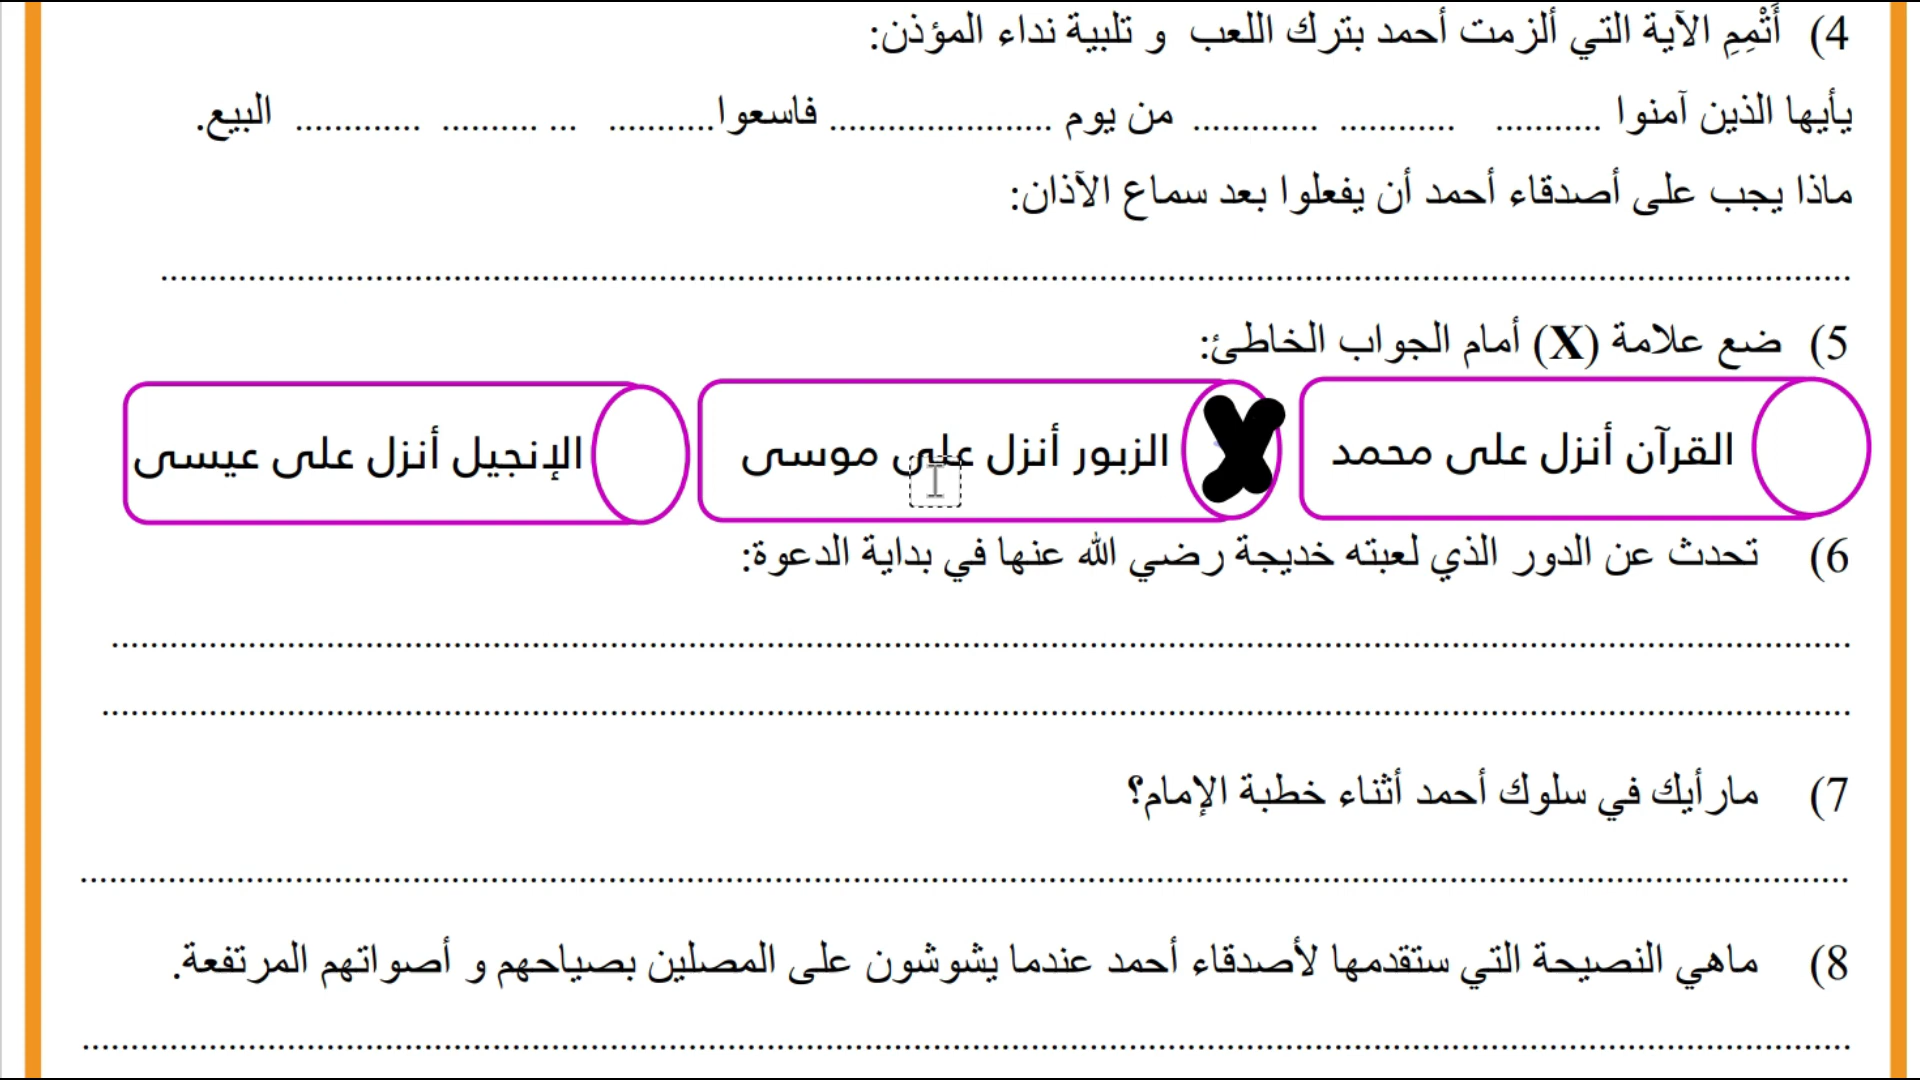 4) أَتْمِمِ الآية التي ألزمت أحمد بترك اللعب و تلبية نداء المؤذن:
يأيها الذين آمنوا ........... ............ ............. من يوم ....................... فاسعوا........... ... .......... ............. البيع.
ماذا يجب على أصدقاء أحمد أن يفعلوا بعد سماع الآذان:
5) ضع علامة (X) أمام الجواب الخاطئ:
القرآن أنزل على محمد X الزبور أنزل على موسى الإنجيل أنزل على عيسى
6) تحدث عن الدور الذي لعبته خديجة رضي الله عنها في بداية الدعوة:
7) مارأيك في سلوك أحمد أثناء خطبة الإمام؟
8) ماهي النصيحة التي ستقدمها لأصدقاء أحمد عندما يشوشون على المصلين بصياحهم و أصواتهم المرتفعة.